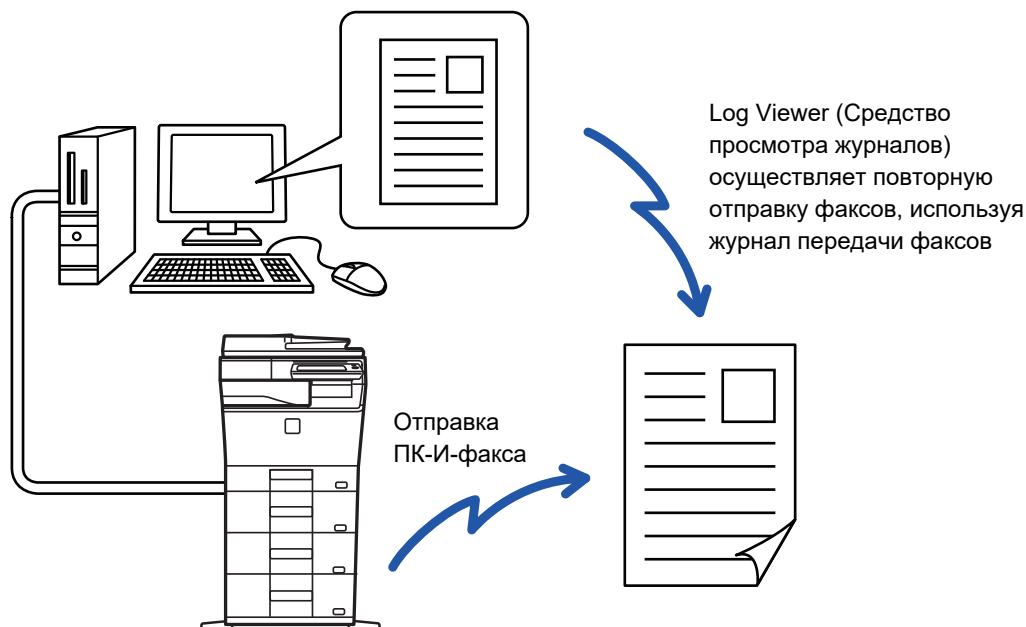 Log Viewer (Средство
просмотра журналов)
осуществляет повторную
отправку факсов, используя
журнал передачи факсов
Отправка
ПК-И-факса